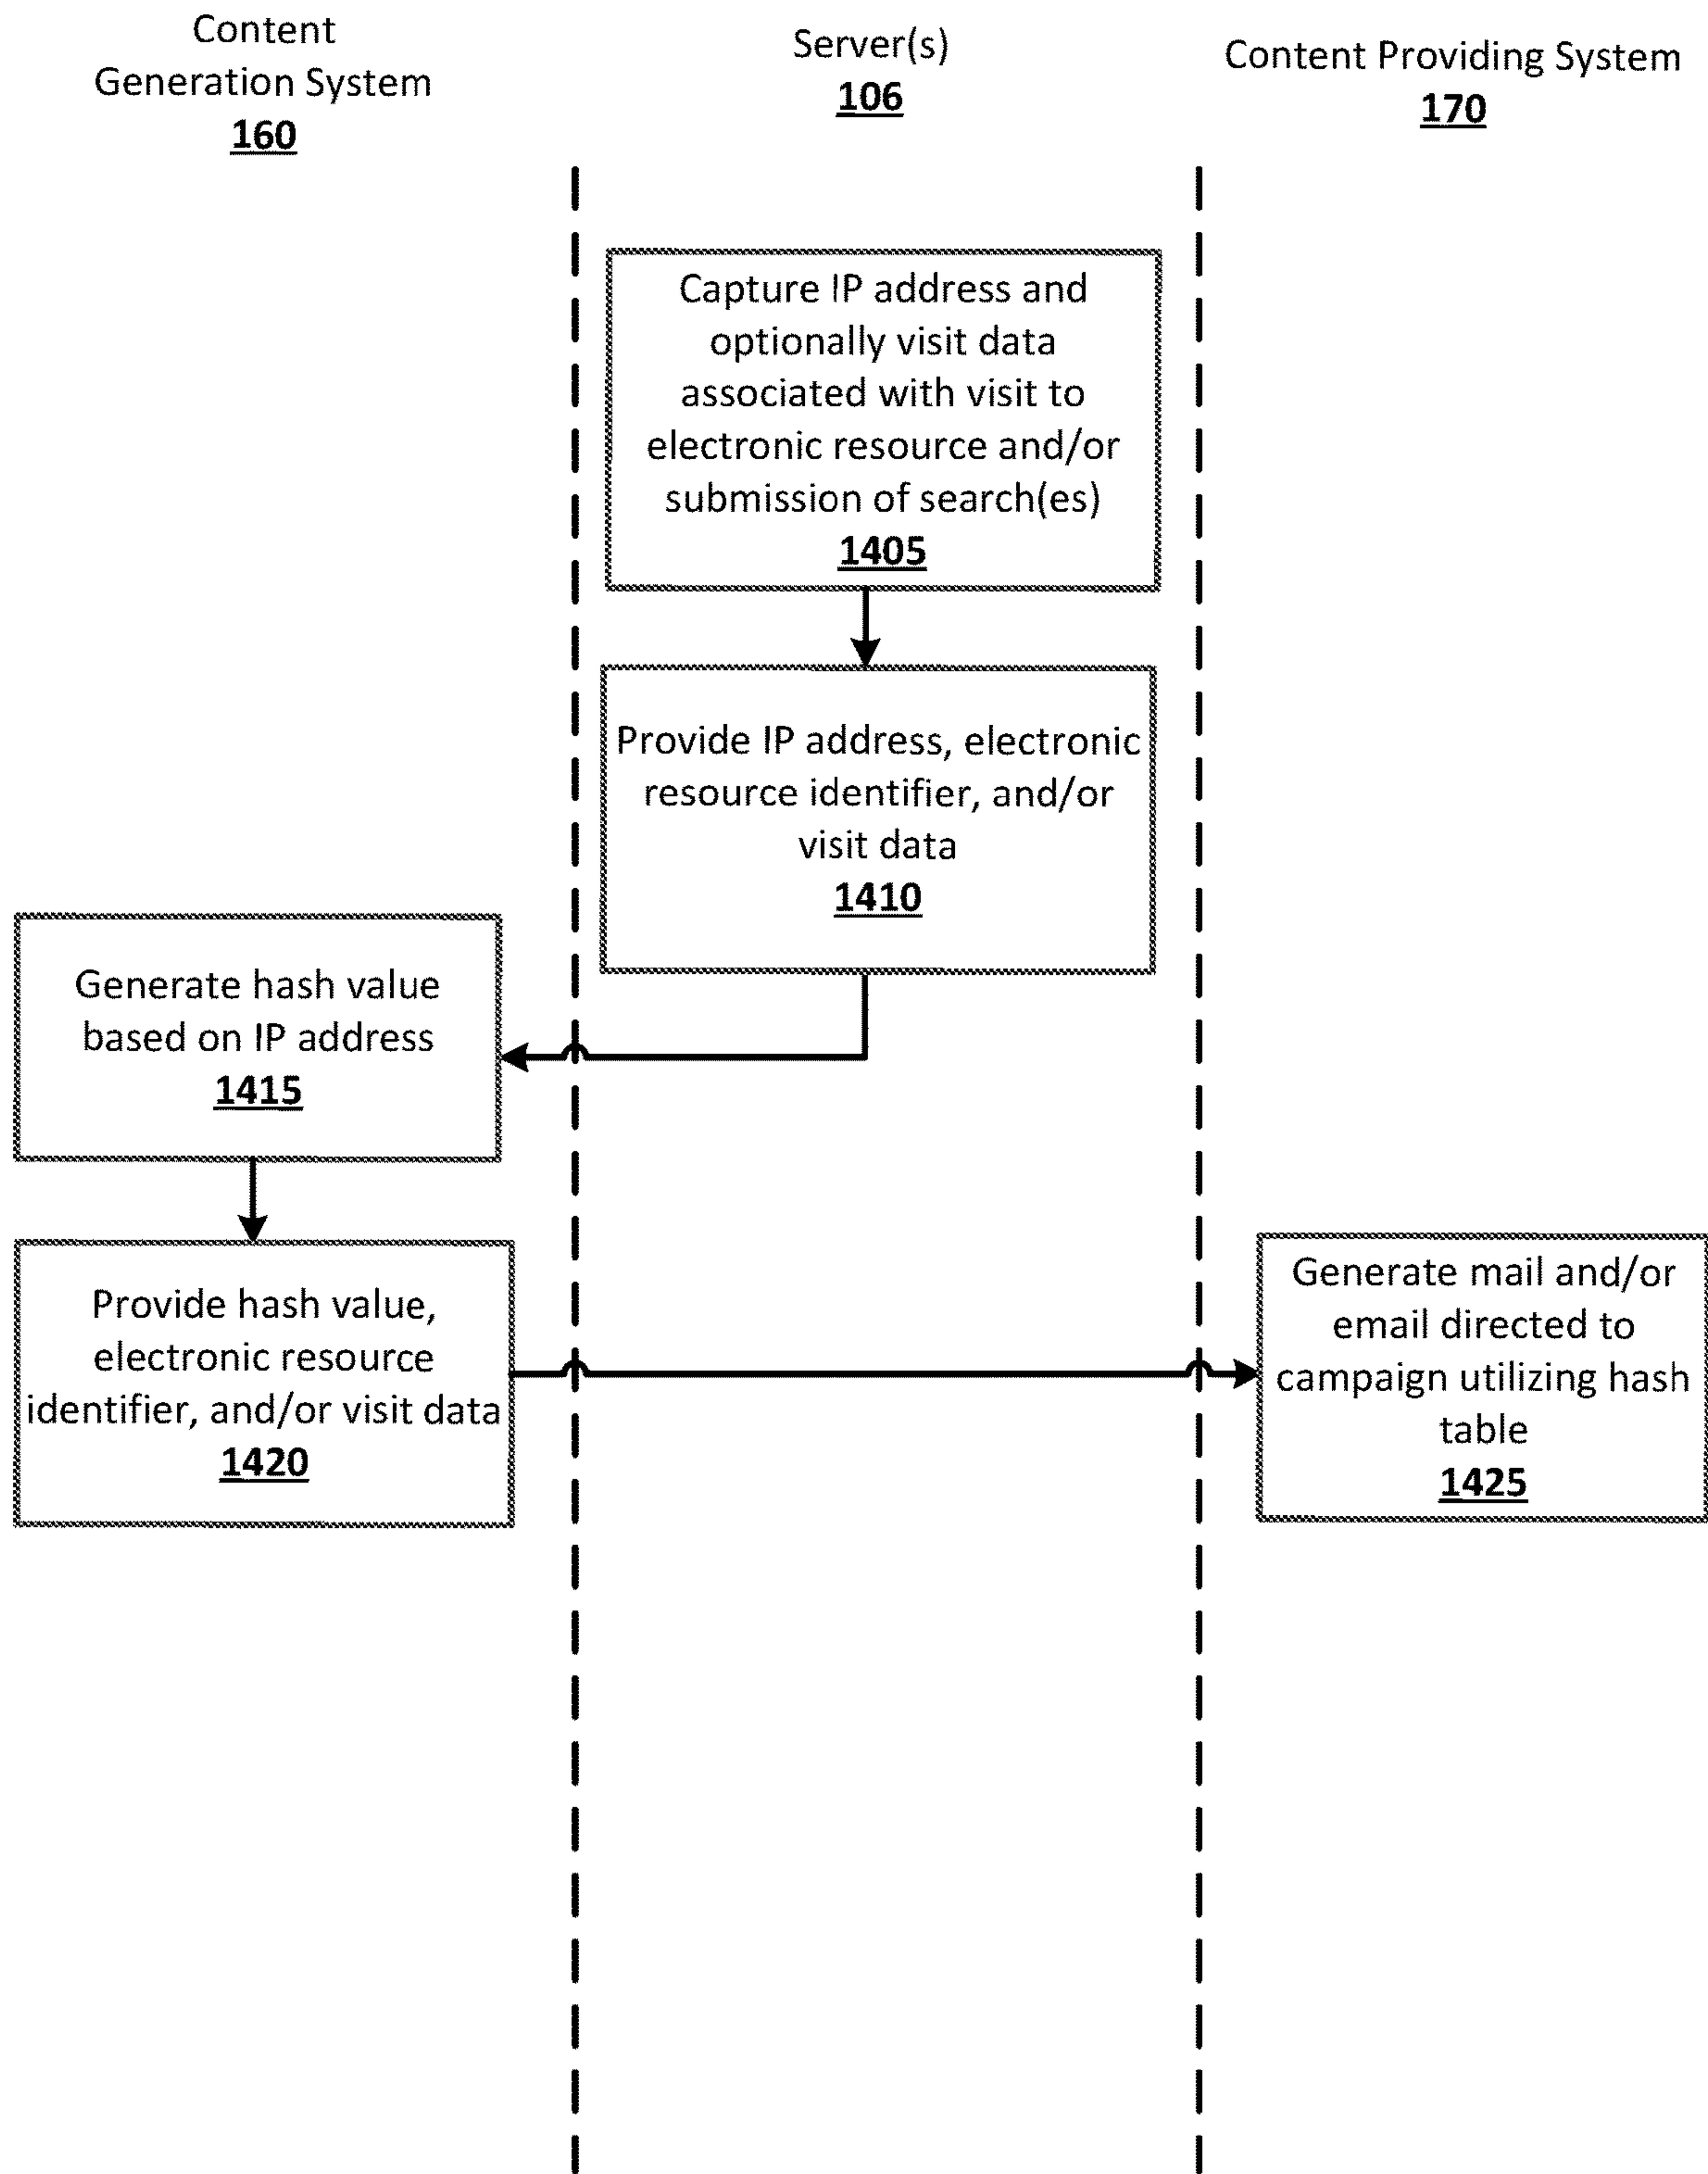 Content
Generation System
160
Server(s)
106
Content Providing System
170
Capture IP address and
optionally visit data
associated with visit to
electronic resource and/or
submission of search(es)
1405
Provide IP address, electronic
resource identifier, and/or
visit data
1410
Generate hash value
based on IP address
1415
Provide hash value,
electronic resource
identifier, and/or visit data
1420
Generate mail and/or
email directed to
campaign utilizing hash
table
1425